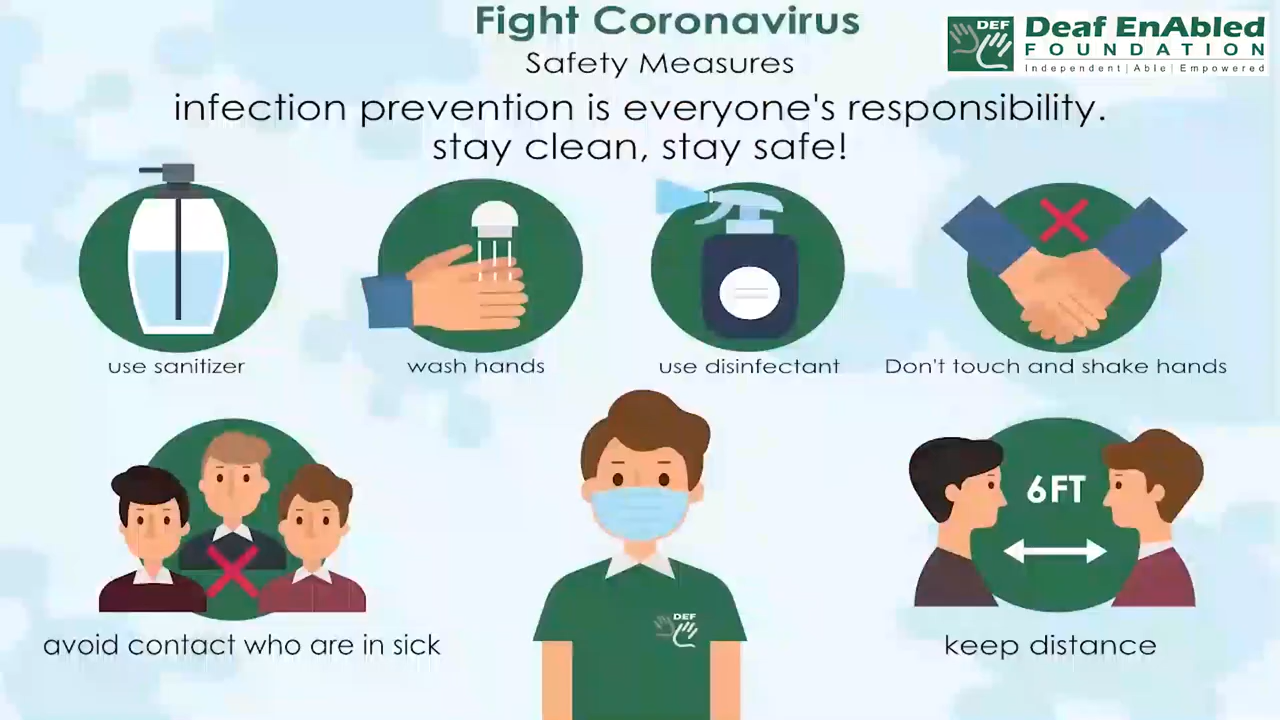 Fight Coronavirus
Safety Measures
DEF
Deaf EnAbled
FOUNDATION
Independent | Able | Empowered
infection prevention is everyone's responsibility.
stay clean, stay safe!
use sanitizer
wash hands
use disinfectant
Don't touch and shake hands
6FT
DEF
avoid contact who are in sick
keep distance